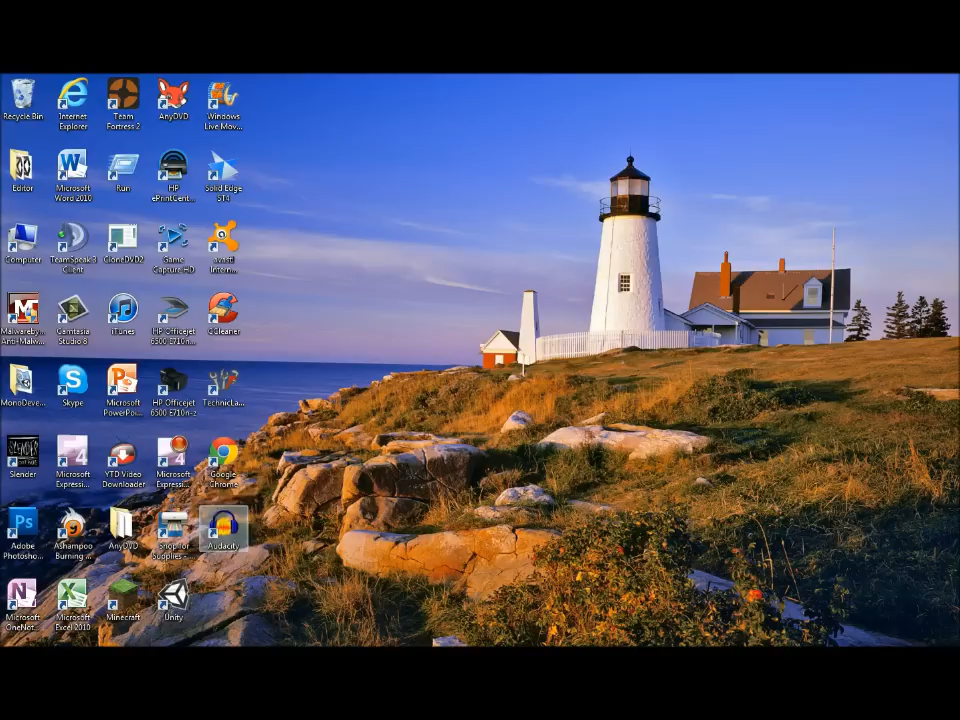 Recycle Bin
Internet
Explorer
Team
Fortress 2
AnyDVD
Windows
Live Mov...
Editor
Microsoft
Word 2010
Run
HP
ePrintCent...
Solid Edge
ST4
Computer
TeamSpeak 3
Client
CloneDVD2
Game
Capture HD
avast!
Intern...
Malwareby...
Anti-Malw...
Camtasia
Studio 8
iTunes
HP Officejet
6500 E710n-...
CCleaner
MonoDeve...
Skype
Microsoft
PowerPoi...
HP Officejet
6500 E710n-z
TechnicLa...
SLENDER
Slender
Microsoft
Expressi...
YTD Video
Downloader
Microsoft
Expressi...
Google
Chrome
Ps
Adobe
Photosho...
Ashampoo
Burning ...
AnyDVD
Shop for
Supplies - ...
Audacity
Microsoft
OneNot...
Microsoft
Excel 2010
Minecraft
Unity